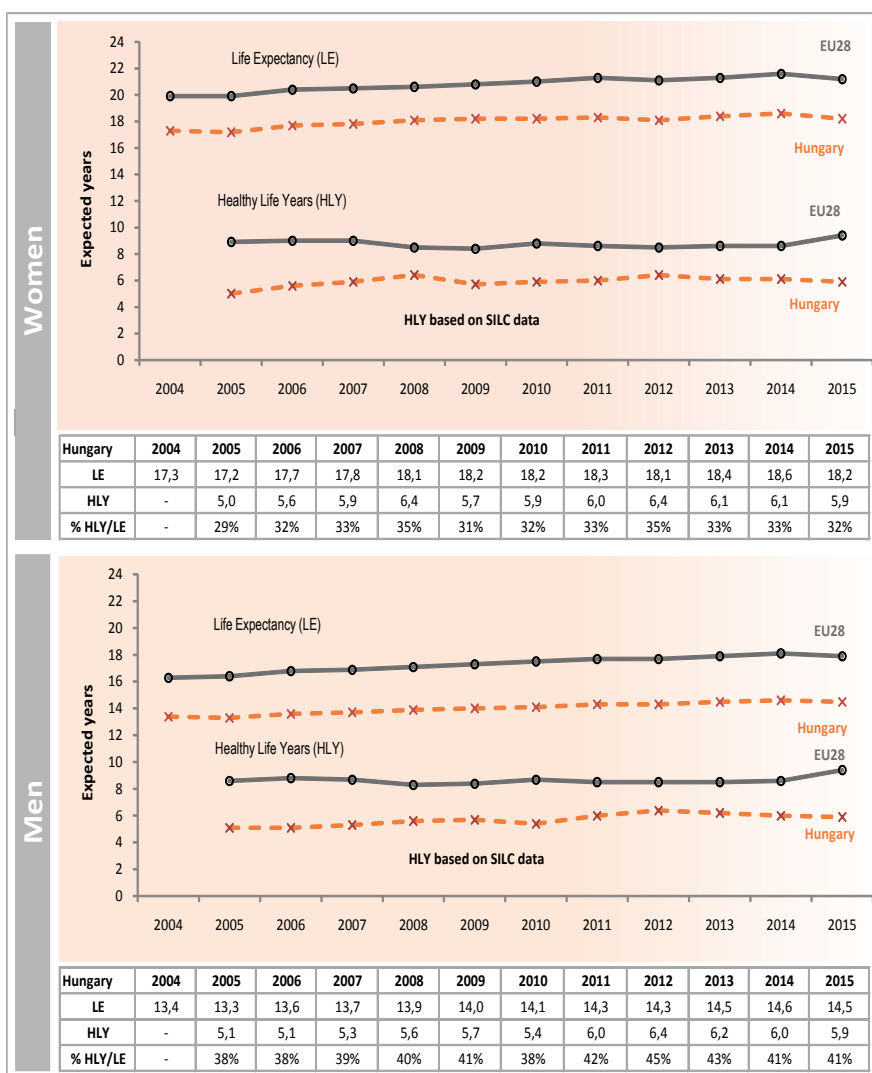 Women
Expected years
24
22
20
18
16
14
12
10
8
6
4
2
0
Life Expectancy (LE)
EU28
Hungary
Healthy Life Years (HLY)
EU28
Hungary
HLY based on SILC data
2004 2005 2006 2007 2008 2009 2010 2011 2012 2013 2014 2015
Hungary 2004 2005 2006 2007 2008 2009 2010 2011 2012 2013 2014 2015
LE 17,3 17,2 17,7 17,8 18,1 18,2 18,2 18,3 18,1 18,4 18,6 18,2
HLY - 5,0 5,6 5,9 6,4 5,7 5,9 6,0 6,4 6,1 6,1 5,9
% HLY/LE - 29% 32% 33% 35% 31% 32% 33% 35% 33% 33% 32%
Men
Expected years
24
22
20
18
16
14
12
10
8
6
4
2
0
Life Expectancy (LE)
EU28
Hungary
Healthy Life Years (HLY)
EU28
Hungary
HLY based on SILC data
2004 2005 2006 2007 2008 2009 2010 2011 2012 2013 2014 2015
Hungary 2004 2005 2006 2007 2008 2009 2010 2011 2012 2013 2014 2015
LE 13,4 13,3 13,6 13,7 13,9 14,0 14,1 14,3 14,3 14,5 14,6 14,5
HLY - 5,1 5,1 5,3 5,6 5,7 5,4 6,0 6,4 6,2 6,0 5,9
% HLY/LE - 38% 38% 39% 40% 41% 38% 42% 45% 43% 41% 41%